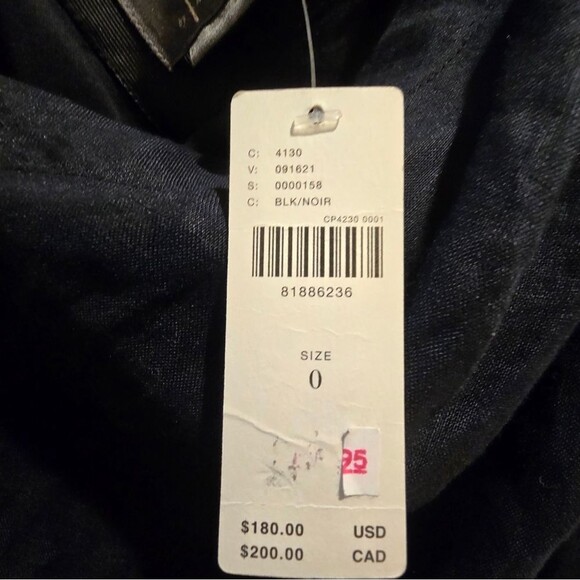 C: 4130
V: 091621
S: 0000158
C: BLK/NOIR
CP4230 0001
81886236
SIZE
0
95
$180.00 USD
$200.00 CAD